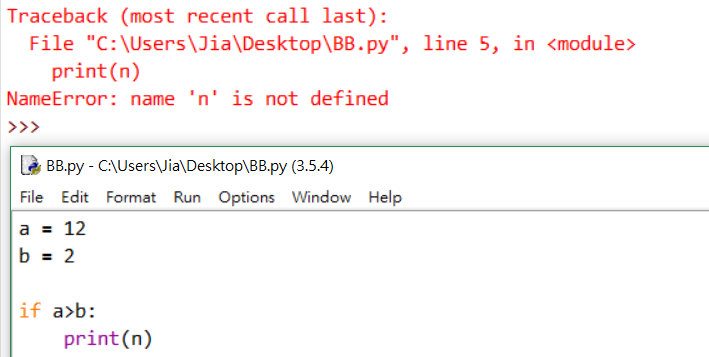 Traceback (most recent call last):
  File "C:\Users\Jia\Desktop\BB.py", line 5, in <module>
    print(n)
NameError: name 'n' is not defined
>>>
BB.py - C:\Users\Jia\Desktop\BB.py (3.5.4)
File Edit Format Run Options Window Help
a = 12
b = 2
if a>b:
    print(n)